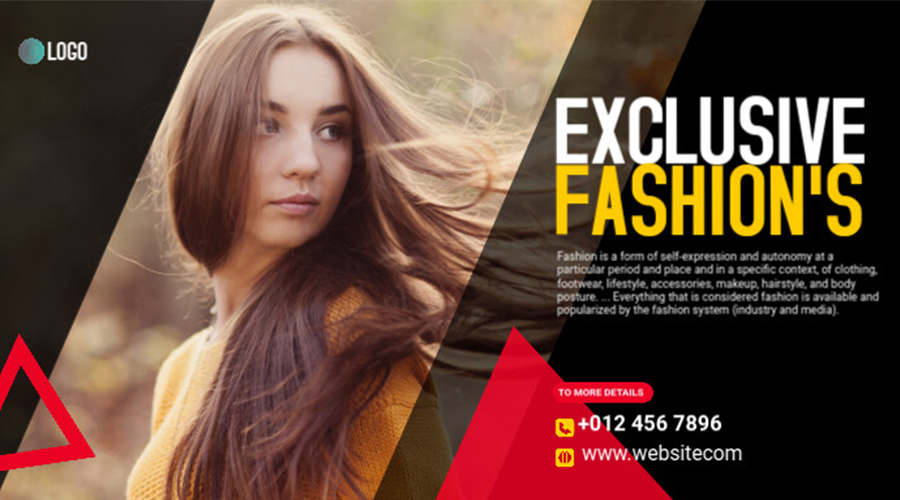 LOGO
EXCLUSIVE
FASHION'S
Fashion is a form of self-expression and autonomy at a
particular period and place and in a specific context, of clothing,
footwear, lifestyle, accessories, makeup, hairstyle, and body
posture. ... Everything that is considered fashion is available and
popularized by the fashion system (industry and media).
TO MORE DETAILS
+012 456 7896
www.websitecom